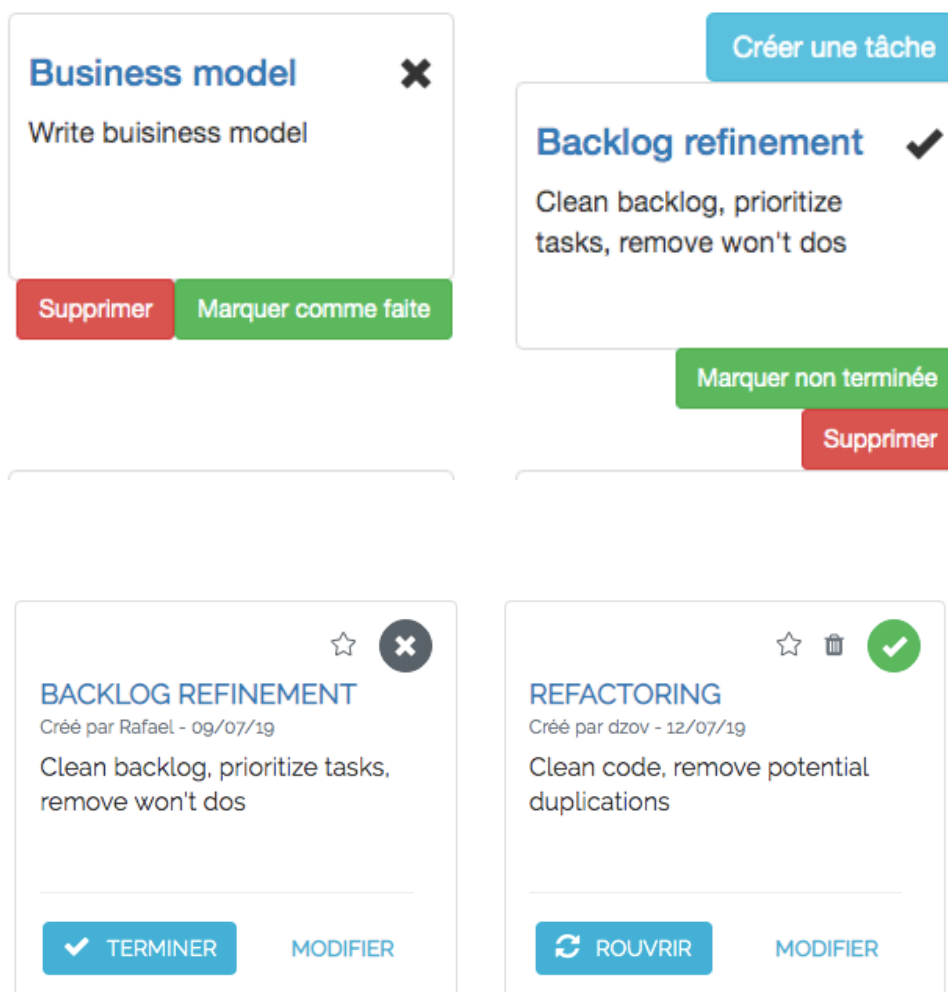 Business model
Write buisiness model
Supprimer
Marquer comme faite
Créer une tâche
Backlog refinement
Clean backlog, prioritize
tasks, remove won't dos
Marquer non terminée
Supprimer
BACKLOG REFINEMENT
Créé par Rafael - 09/07/19
Clean backlog, prioritize tasks,
remove won't dos
TERMINER
MODIFIER
REFACTORING
Créé par dzov - 12/07/19
Clean code, remove potential
duplications
ROUVRIR
MODIFIER